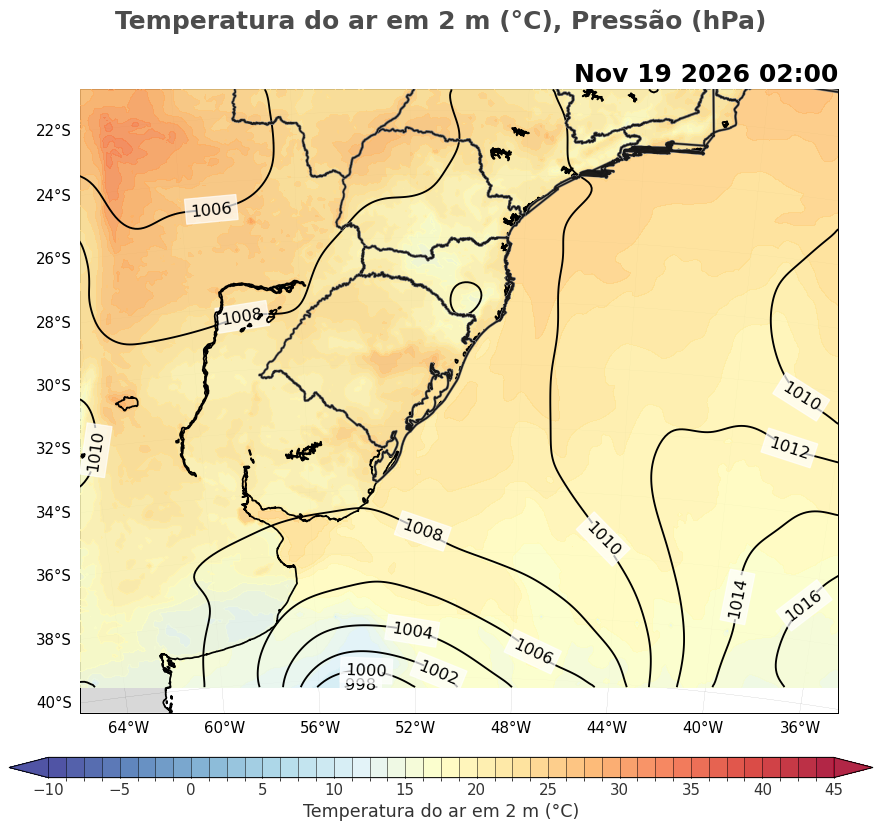 Temperatura do ar em 2 m (°C), Pressão (hPa)
Nov 19 2026 02:00
22°S
24°S
1006
26°S
1008
28°S
30°S
1010
32°S
1010
1012
34°S
1008
1010
36°S
1014
1016
38°S
1004
1006
1000
1002
998
40°S
64°W
60°W
56°W
52°W
48°W
44°W
40°W
36°W
−10
−5
0
5
10
15
20
25
30
35
40
45
Temperatura do ar em 2 m (°C)